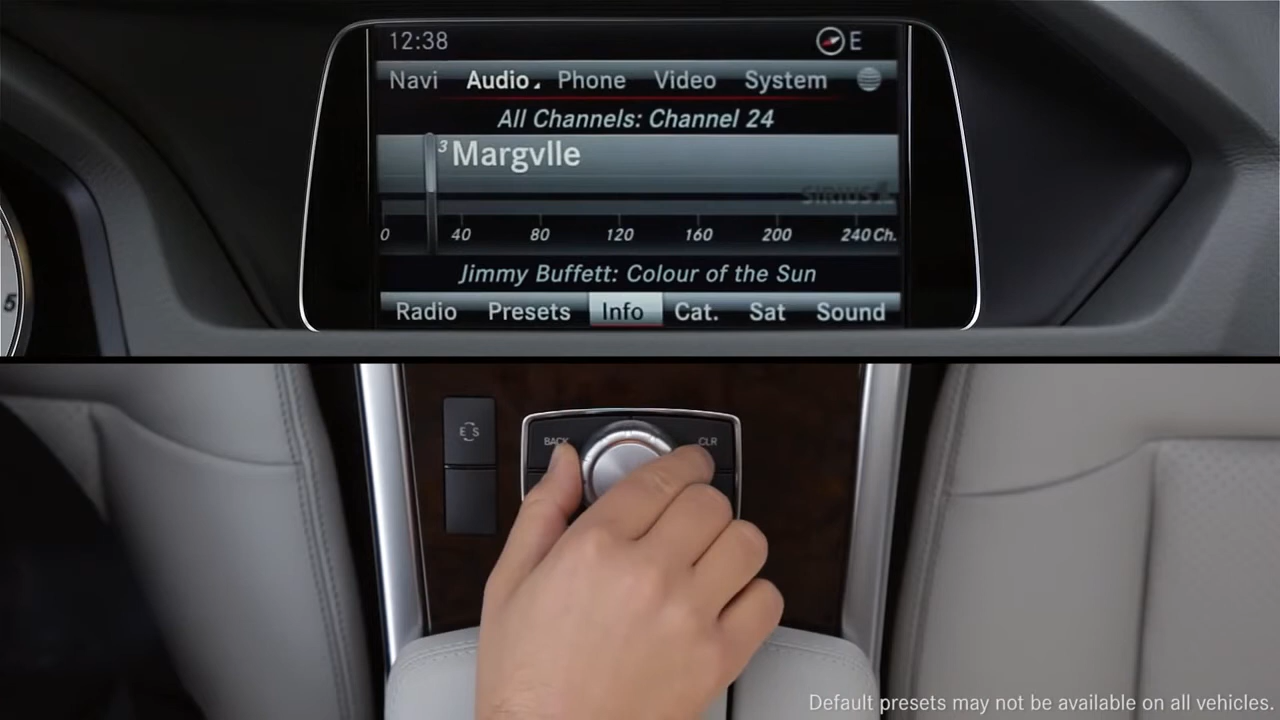 12:38 E
Navi Audio Phone Video System
All Channels: Channel 24
3 Margvlle
SIRIUS
0 40 80 120 160 200 240 Ch.
Jimmy Buffett: Colour of the Sun
Radio Presets Info Cat. Sat Sound
5
E S
BACK CLR
Default presets may not be available on all vehicles.